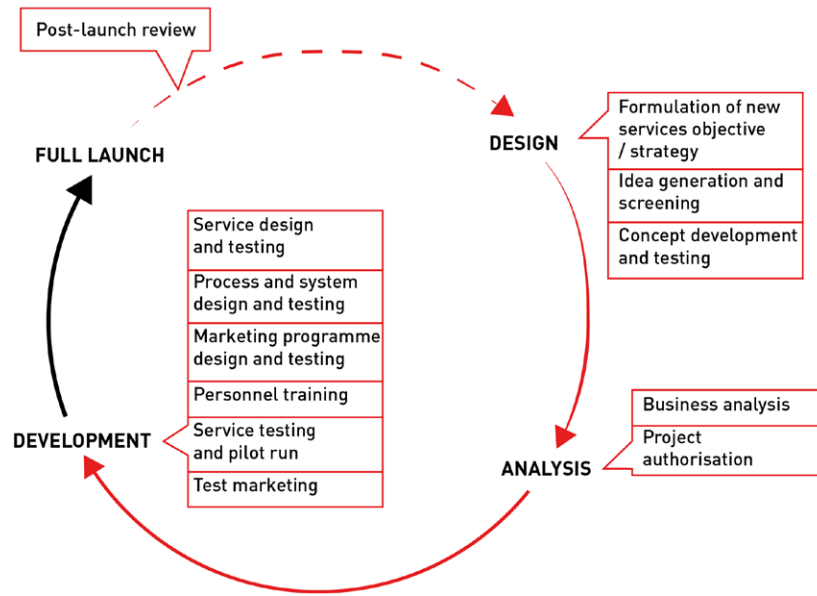 Post-launch review
FULL LAUNCH
DESIGN
Formulation of new
services objective
/ strategy
Idea generation and
screening
Concept development
and testing
Service design
and testing
Process and system
design and testing
Marketing programme
design and testing
Personnel training
Service testing
and pilot run
Test marketing
DEVELOPMENT
ANALYSIS
Business analysis
Project
authorisation